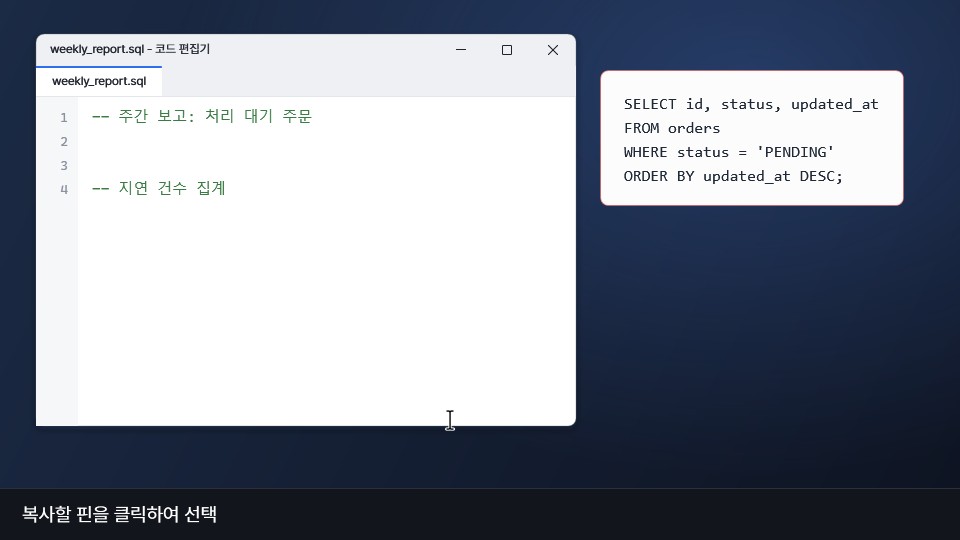 weekly_report.sql - 코드 편집기
weekly_report.sql
1 -- 주간 보고: 처리 대기 주문
2
3
4 -- 지연 건수 집계
SELECT id, status, updated_at
FROM orders
WHERE status = 'PENDING'
ORDER BY updated_at DESC;
복사할 핀을 클릭하여 선택